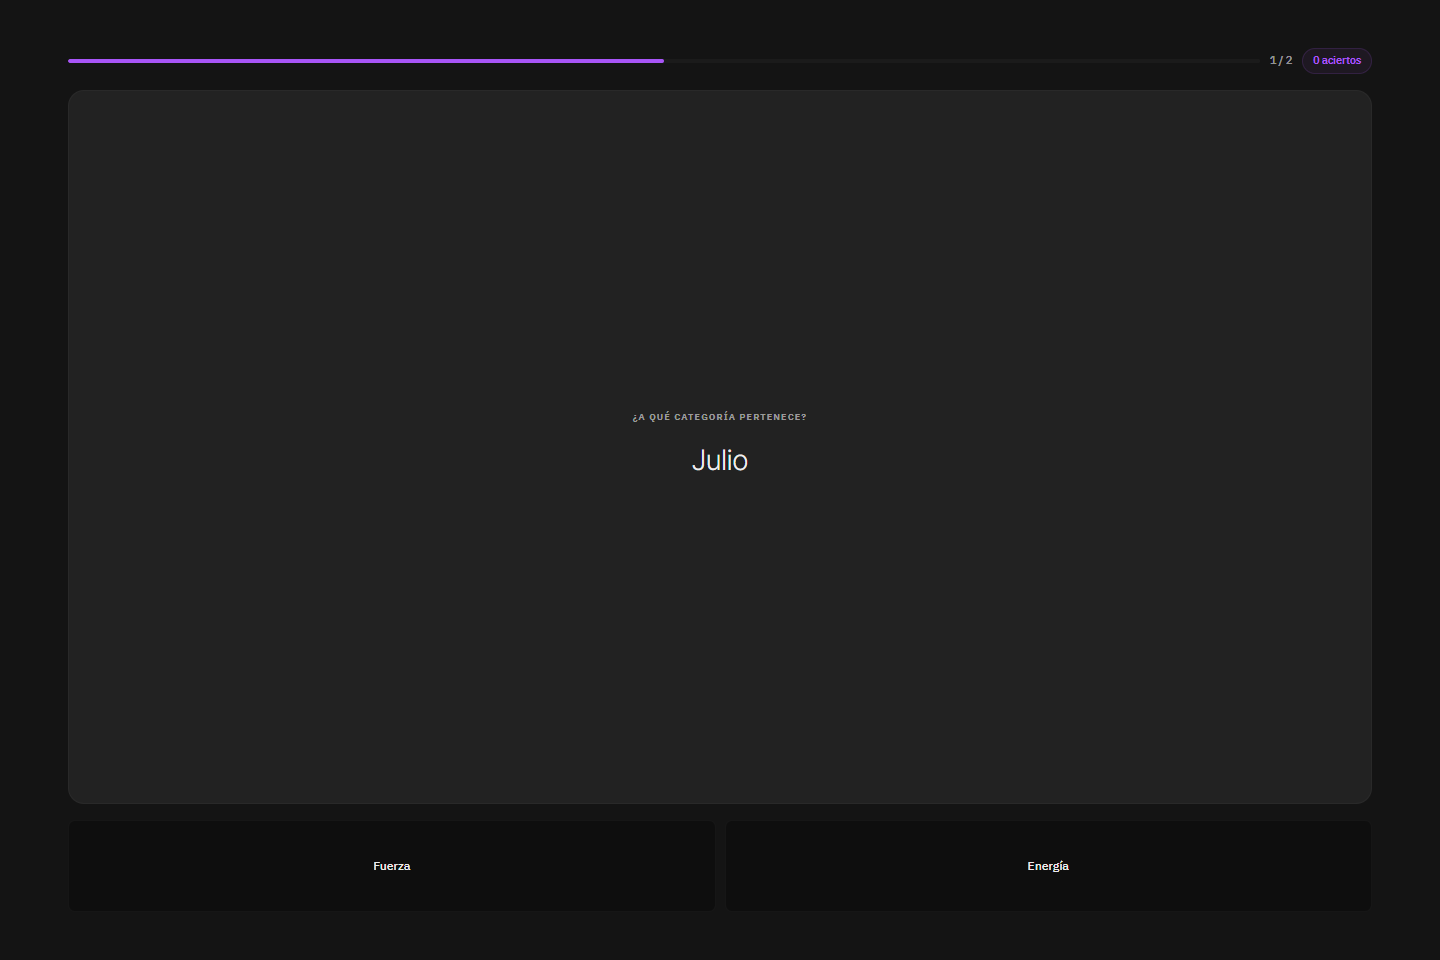 1/2
0 aciertos
¿A QUÉ CATEGORÍA PERTENECE?
Julio
Fuerza
Energía